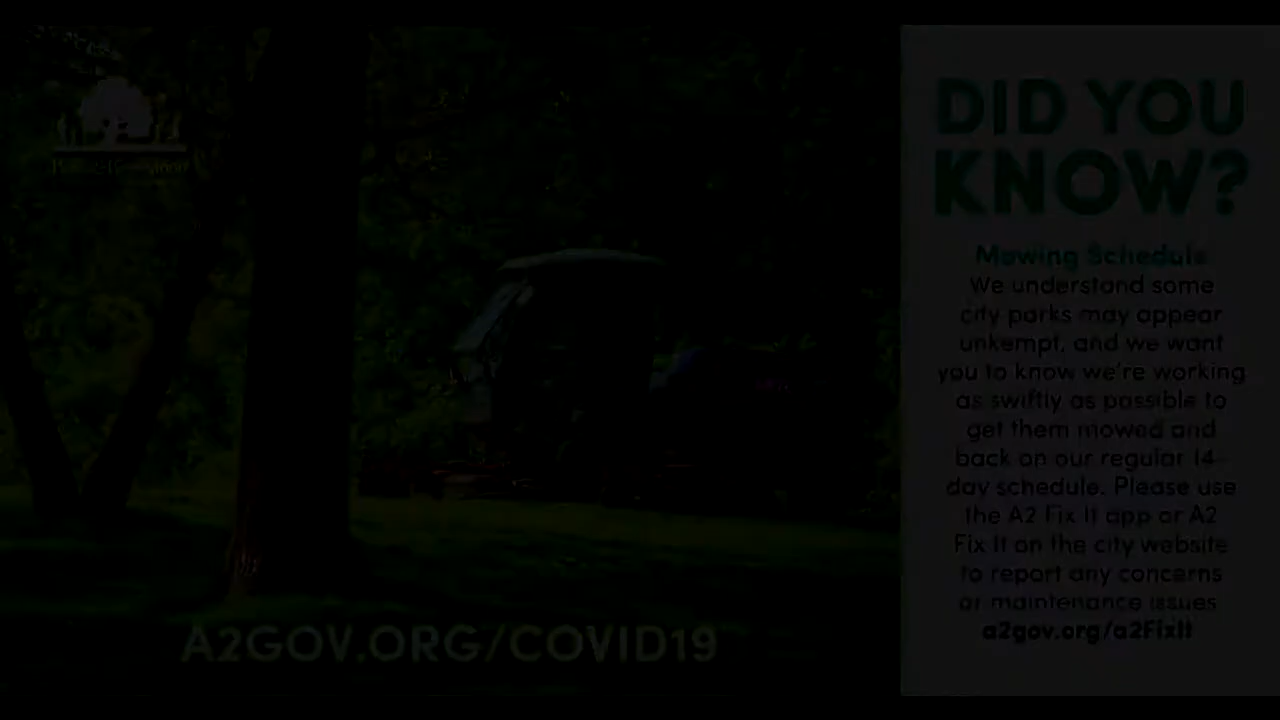 DID YOU
KNOW?
Mowing Schedule
We understand some
city parks may appear
unkempt, and we want
you to know we're working
as swiftly as possible to
get them mowed and
back on our regular 14-
day schedule. Please use
the A2 Fix It app or A2
Fix It on the city website
to report any concerns
or maintenance issues
a2gov.org/a2FixIt
A2GOV.ORG/COVID19